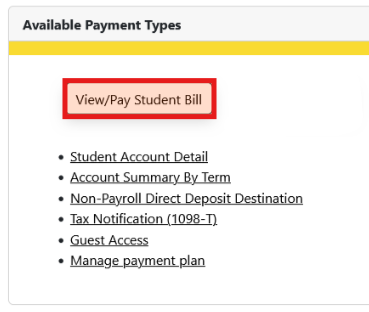 Available Payment Types
View/Pay Student Bill
Student Account Detail
Account Summary By Term
Non-Payroll Direct Deposit Destination
Tax Notification (1098-T)
Guest Access
Manage payment plan